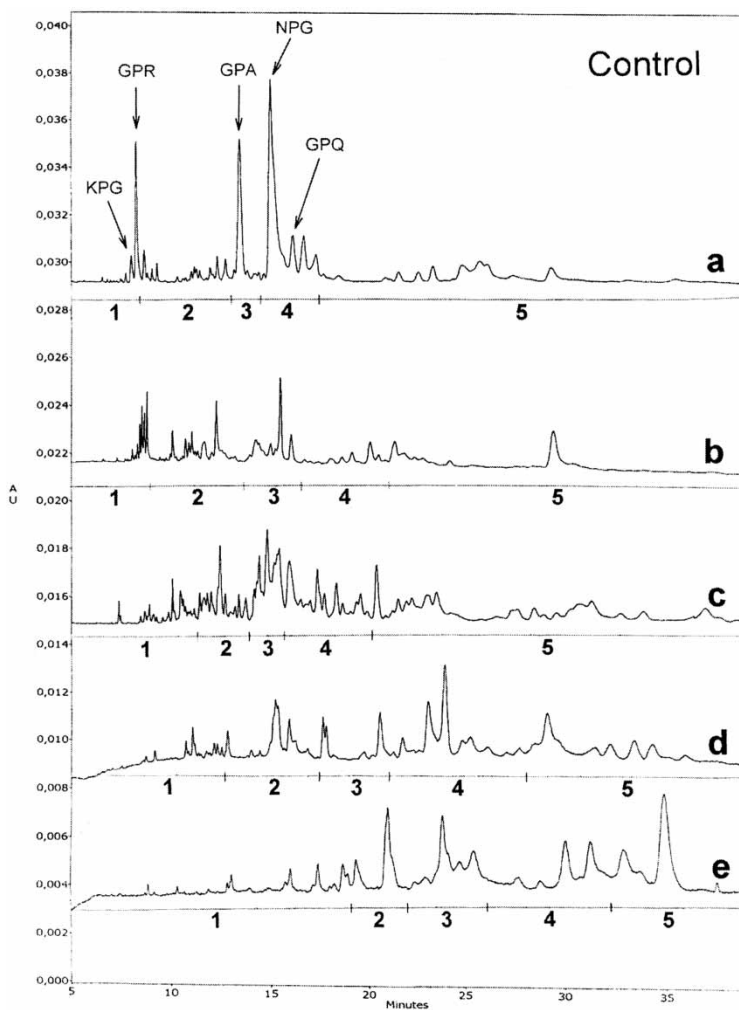 0,040
NPG
Control
GPR
GPA
0,038
0,036
GPQ
0,034
KPG
0,032
0,030
a
0,028
1 2 3 4 5
0,026
0,024
0,022
b
1 2 3 4 5
A
U
0,020
0,018
0,016
c
0,014
1 2 3 4 5
0,012
0,010
d
0,008
1 2 3 4 5
0,006
0,004
e
1 2 3 4 5
0,002
0,000
5 10 15 20 25 30 35
Minutes